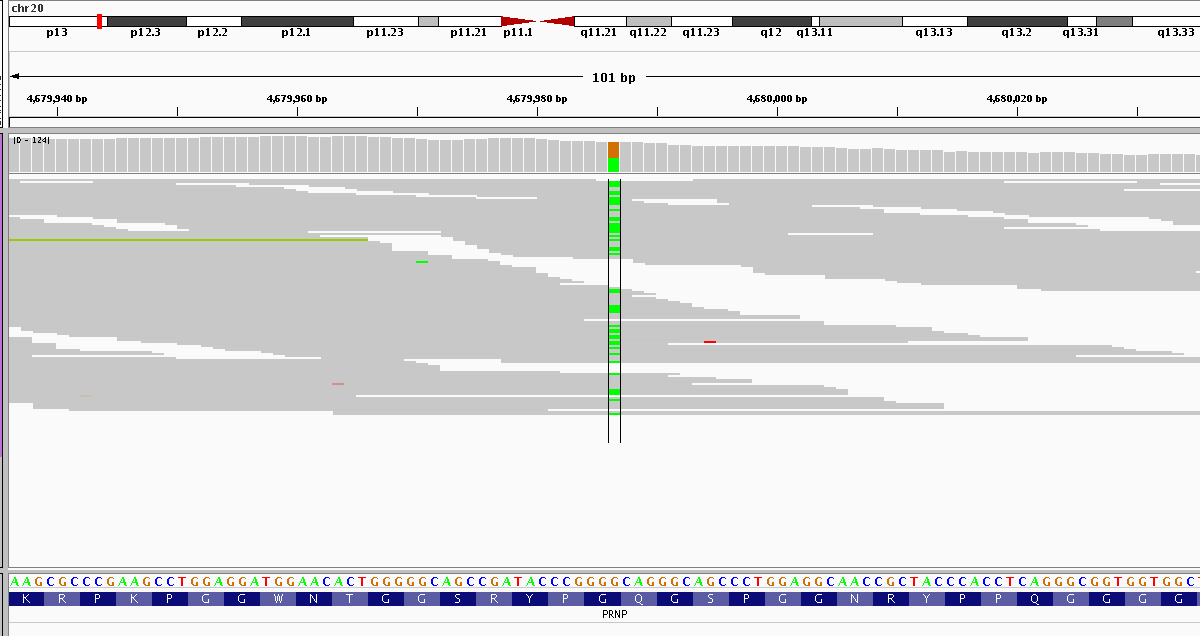 chr20
p13 p12.3 p12.2 p12.1 p11.23 p11.21 p11.1 q11.21 q11.22 q11.23 q12 q13.11 q13.13 q13.2 q13.31 q13.33
101 bp
4,679,940 bp 4,679,960 bp 4,679,980 bp 4,680,000 bp 4,680,020 bp
[0 - 124]
AAGCGCCCGAAGCCTGGAGGATGGAACACTGGGGGCAGCCGATACCCGGGGCAGGGCAGCCCTGGAGGCAACCGCTACCCACCTCAGGGCGGTGGTGGC
K R P K P G G W N T G G S R Y P G Q G S P G G N R Y P P Q G G G G
PRNP